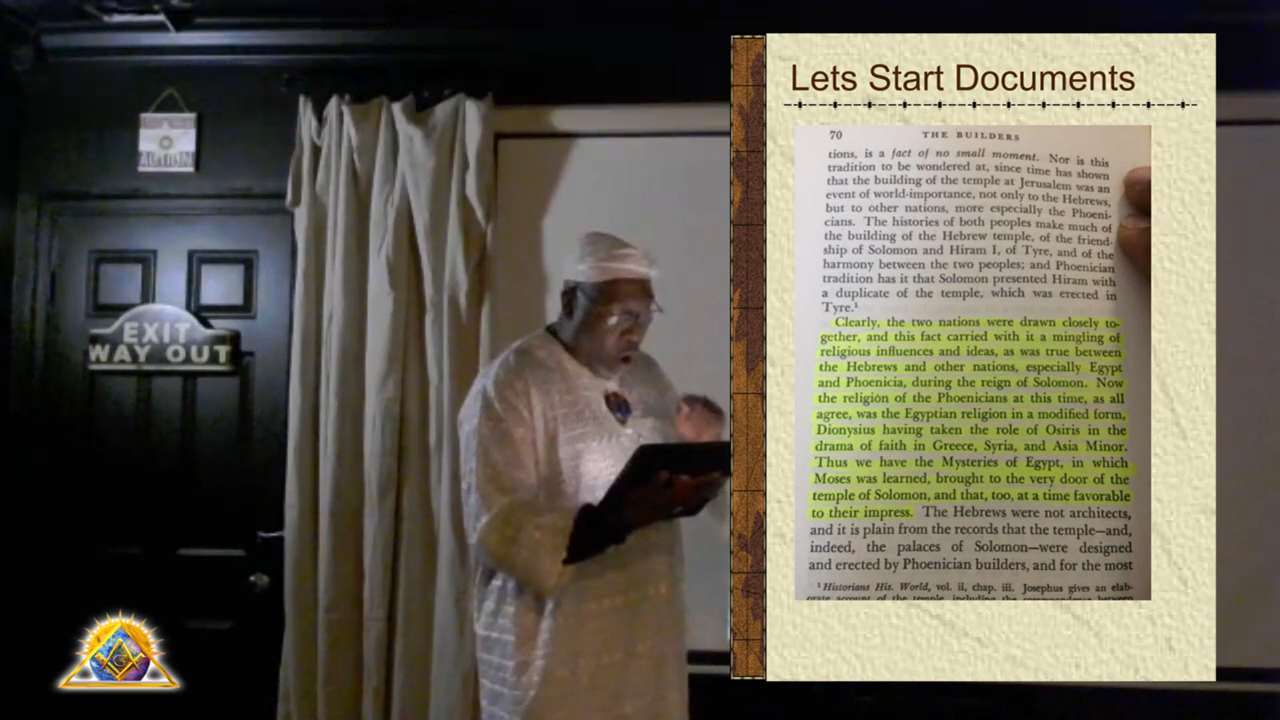 ACTION
EXIT
WAY OUT
Lets Start Documents
70 THE BUILDERS
tions, is a fact of no small moment. Nor is this
tradition to be wondered at, since time has shown
that the building of the temple at Jerusalem was an
event of world-importance, not only to the Hebrews,
but to other nations, more especially the Phoeni-
cians. The histories of both peoples make much of
the building of the Hebrew temple, of the friend-
ship of Solomon and Hiram I, of Tyre, and of the
harmony between the two peoples; and Phoenician
tradition has it that Solomon presented Hiram with
a duplicate of the temple, which was erected in
Tyre.¹
Clearly, the two nations were drawn closely to-
gether, and this fact carried with it a mingling of
religious influences and ideas, as was true between
the Hebrews and other nations, especially Egypt
and Phoenicia, during the reign of Solomon. Now
the religion of the Phoenicians at this time, as all
agree, was the Egyptian religion in a modified form,
Dionysius having taken the role of Osiris in the
drama of faith in Greece, Syria, and Asia Minor.
Thus we have the Mysteries of Egypt, in which
Moses was learned, brought to the very door of the
temple of Solomon, and that, too, at a time favorable
to their impress. The Hebrews were not architects,
and it is plain from the records that the temple—and,
indeed, the palaces of Solomon—were designed
and erected by Phoenician builders, and for the most
¹ Historians His. World, vol. ii, chap. iii. Josephus gives an elab-
orate account of the temple, including the correspondence between
G